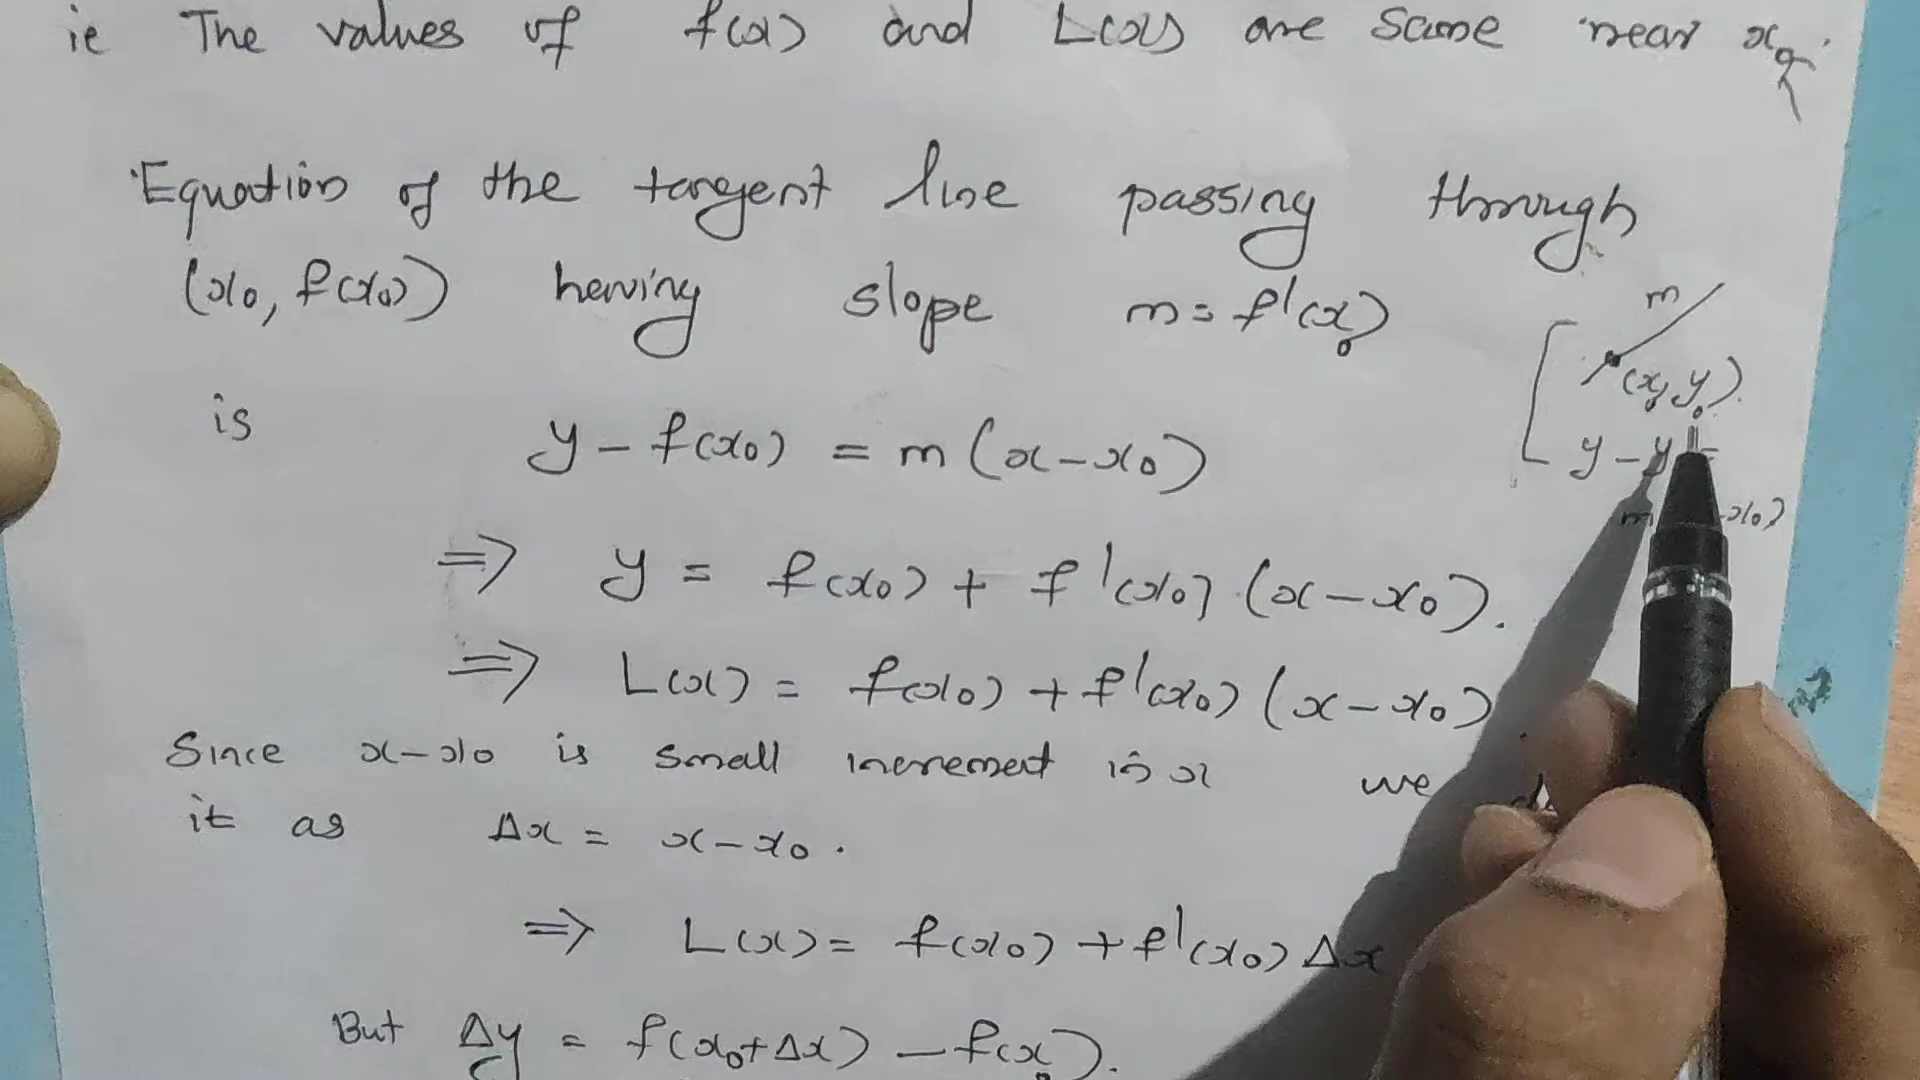 ie The values of f(x) and L(x) are same near x₀.
Equation of the tangent line passing through
(x₀, f(x₀)) having slope m = f'(x₀)
is y - f(x₀) = m (x - x₀)
⇒ y = f(x₀) + f'(x₀) (x - x₀).
⇒ L(x) = f(x₀) + f'(x₀) (x - x₀)
Since x - x₀ is small increment in x we
it as Δx = x - x₀.
⇒ L(x) = f(x₀) + f'(x₀) Δx
But Δy = f(x₀+Δx) - f(x₀).
m
(x₀, y₀).
y - y =
m x₀)